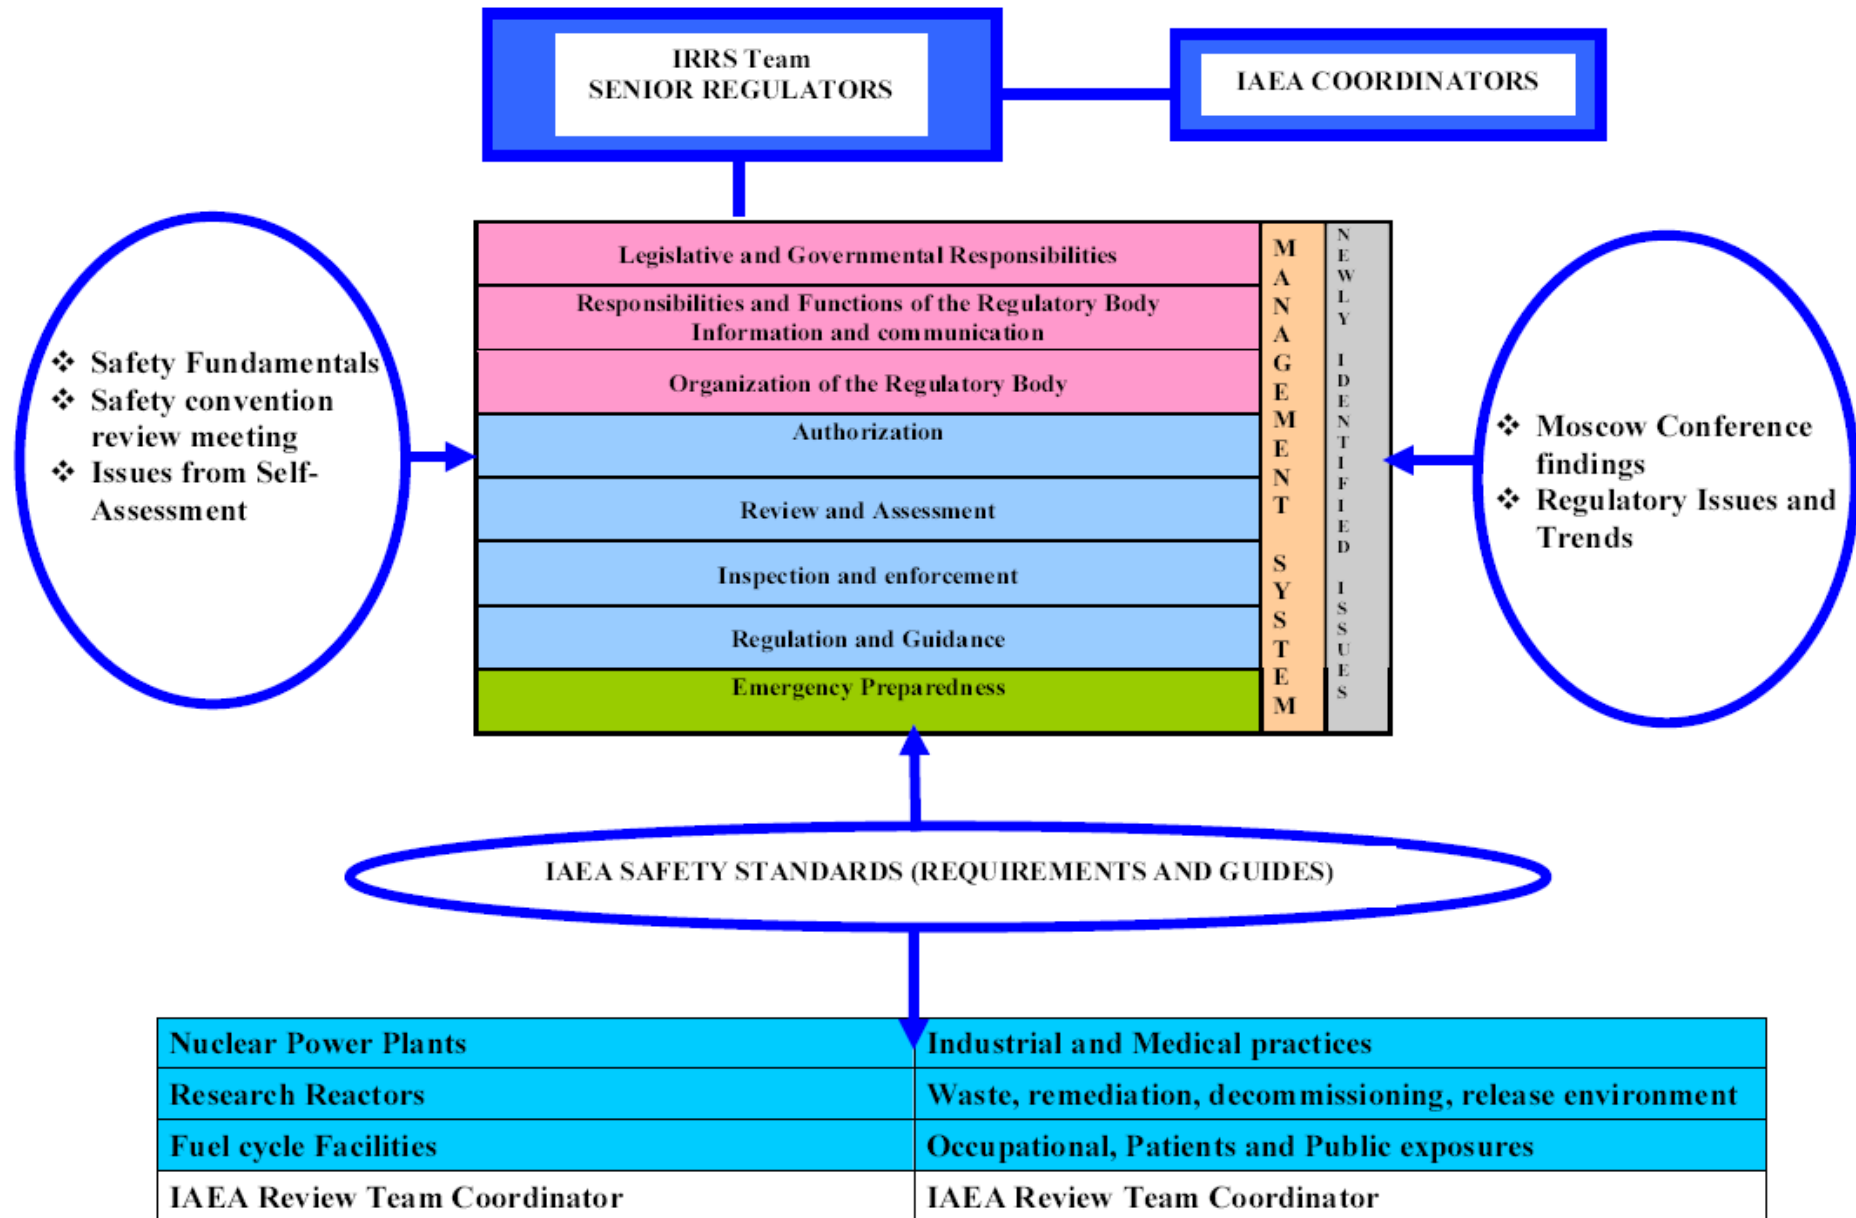 IRRS Team
SENIOR REGULATORS
IAEA COORDINATORS
❖ Safety Fundamentals
❖ Safety convention
review meeting
❖ Issues from Self-
Assessment
Legislative and Governmental Responsibilities
Responsibilities and Functions of the Regulatory Body
Information and communication
Organization of the Regulatory Body
Authorization
Review and Assessment
Inspection and enforcement
Regulation and Guidance
Emergency Preparedness
MANAGEMENT SYSTEM
NEWLY IDENTIFIED ISSUES
❖ Moscow Conference
findings
❖ Regulatory Issues and
Trends
IAEA SAFETY STANDARDS (REQUIREMENTS AND GUIDES)
Nuclear Power Plants
Industrial and Medical practices
Research Reactors
Waste, remediation, decommissioning, release environment
Fuel cycle Facilities
Occupational, Patients and Public exposures
IAEA Review Team Coordinator
IAEA Review Team Coordinator